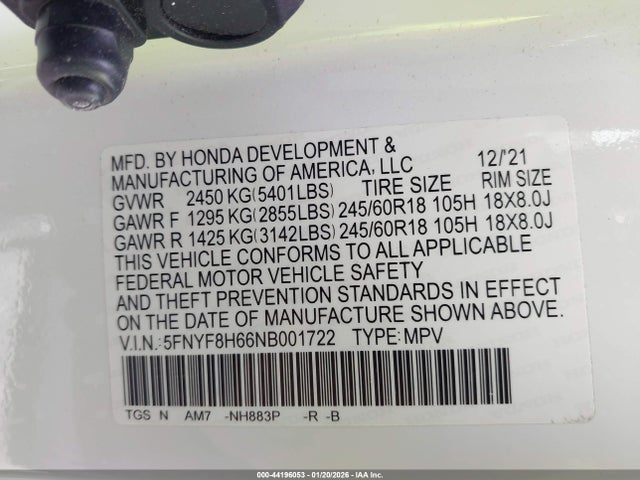 MFD. BY HONDA DEVELOPMENT &
MANUFACTURING OF AMERICA, LLC 12/'21
GVWR 2450 KG(5401LBS) TIRE SIZE RIM SIZE
GAWR F 1295 KG(2855LBS) 245/60R18 105H 18X8.0J
GAWR R 1425 KG(3142LBS) 245/60R18 105H 18X8.0J
THIS VEHICLE CONFORMS TO ALL APPLICABLE
FEDERAL MOTOR VEHICLE SAFETY
AND THEFT PREVENTION STANDARDS IN EFFECT
ON THE DATE OF MANUFACTURE SHOWN ABOVE.
V.I.N.:5FNYF8H66NB001722 TYPE:MPV
TGS N AM7 -NH883P -R -B
000-44196053 - 01/20/2026 - IAA Inc.